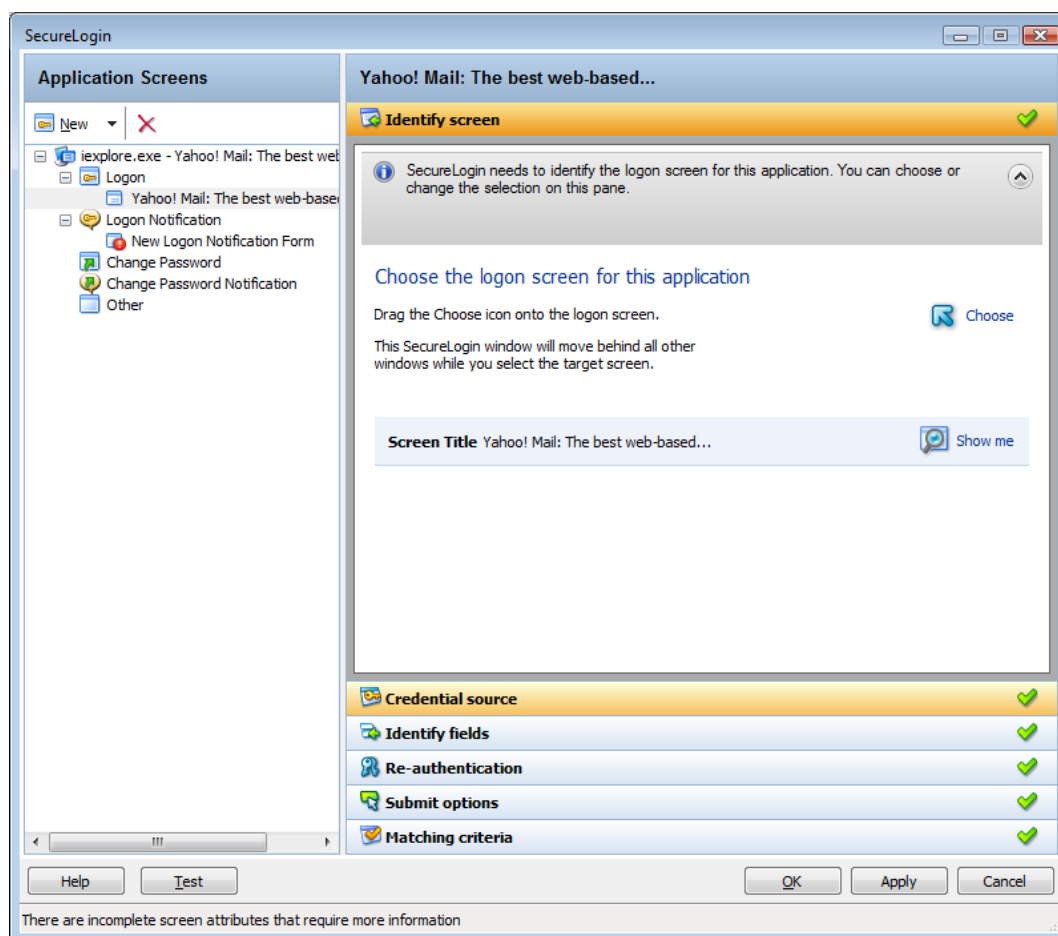 SecureLogin
Application Screens
New
iexplore.exe - Yahoo! Mail: The best wel
Logon
Yahoo! Mail: The best web-base
Logon Notification
New Logon Notification Form
Change Password
Change Password Notification
Other
Yahoo! Mail: The best web-based...
Identify screen
SecureLogin needs to identify the logon screen for this application. You can choose or
change the selection on this pane.
Choose the logon screen for this application
Drag the Choose icon onto the logon screen.
Choose
This SecureLogin window will move behind all other
windows while you select the target screen.
Screen Title Yahoo! Mail: The best web-based...
Show me
Credential source
Identify fields
Re-authentication
Submit options
Matching criteria
Help
Test
OK
Apply
Cancel
There are incomplete screen attributes that require more information